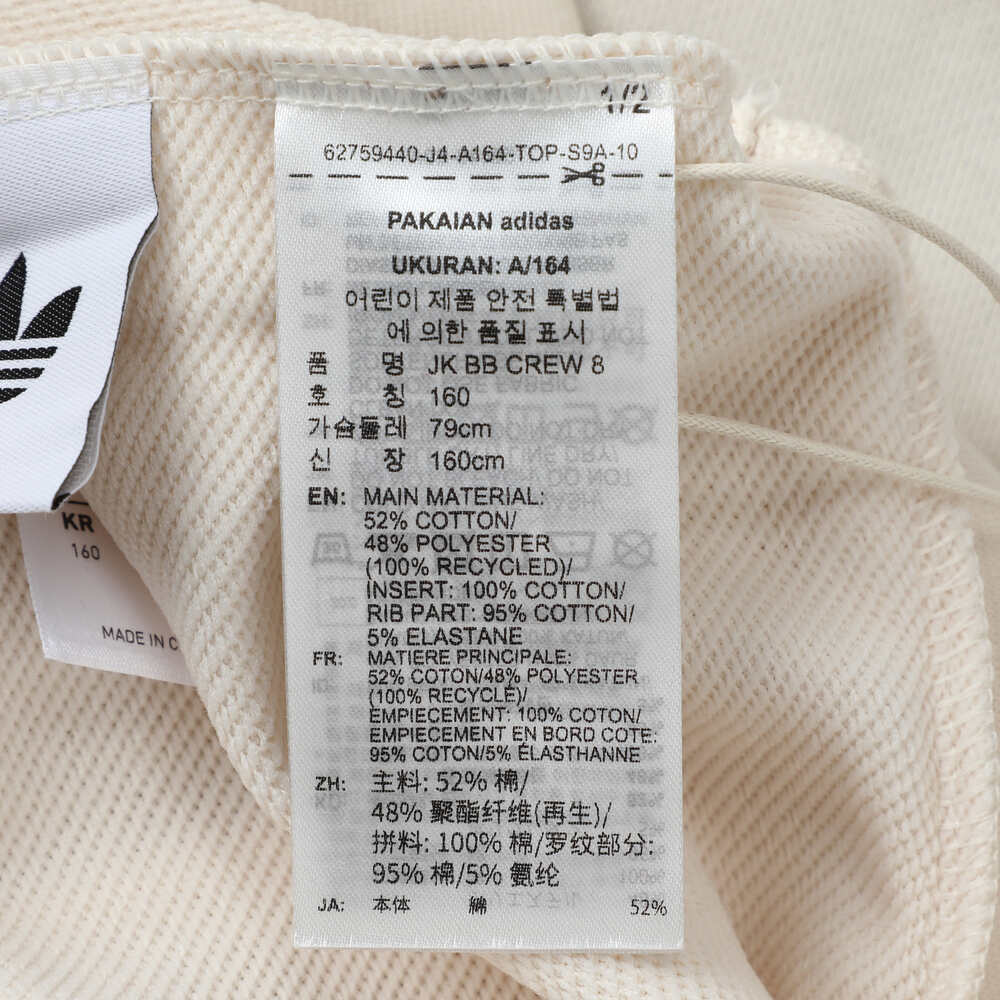 1/2
62759440-J4-A164-TOP-S9A-10
PAKAIAN adidas
UKURAN: A/164
어린이 제품 안전 특별법
에 의한 품질 표시
품 명 JK BB CREW 8
호 칭 160
가슴둘레 79cm
신 장 160cm
EN: MAIN MATERIAL:
52% COTTON/
48% POLYESTER
(100% RECYCLED)/
INSERT: 100% COTTON/
RIB PART: 95% COTTON/
5% ELASTANE
FR: MATIERE PRINCIPALE:
52% COTON/48% POLYESTER
(100% RECYCLÉ)/
EMPIECEMENT: 100% COTON/
EMPIECEMENT EN BORD COTE:
95% COTON/5% ÉLASTHANNE
ZH: 主料: 52% 棉/
48% 聚酯纤维(再生)/
拼料: 100% 棉/罗纹部分:
95% 棉/5% 氨纶
JA: 本体 綿 52%
KR
160
MADE IN C